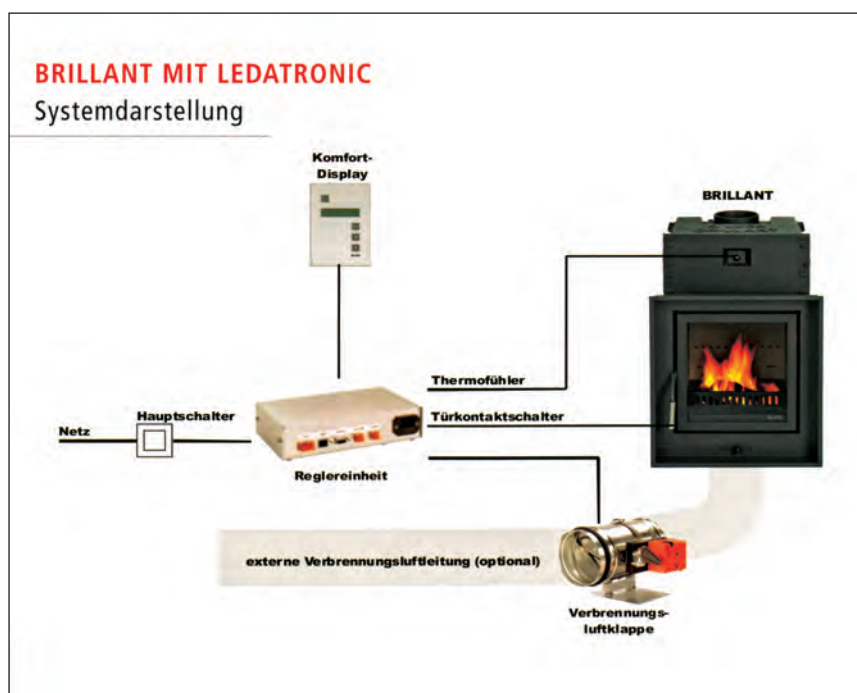 BRILLANT MIT LEDATRONIC
Systemdarstellung
Komfort-
Display
BRILLANT
Thermofühler
Hauptschalter
Türkontaktschalter
Netz
Reglereinheit
externe Verbrennungsluftleitung (optional)
Verbrennungs-
luftklappe